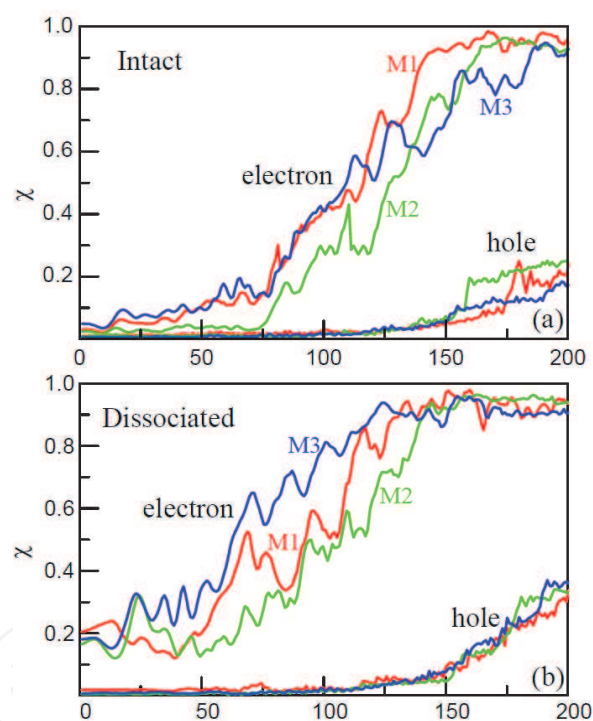 1.0
Intact
M1
0.8
M3
0.6
electron
χ
M2
0.4
hole
0.2
(a)
0 50 100 150 200
1.0
Dissociated
0.8
M3
M2
0.6
electron
χ
M1
0.4
hole
0.2
(b)
0 50 100 150 200